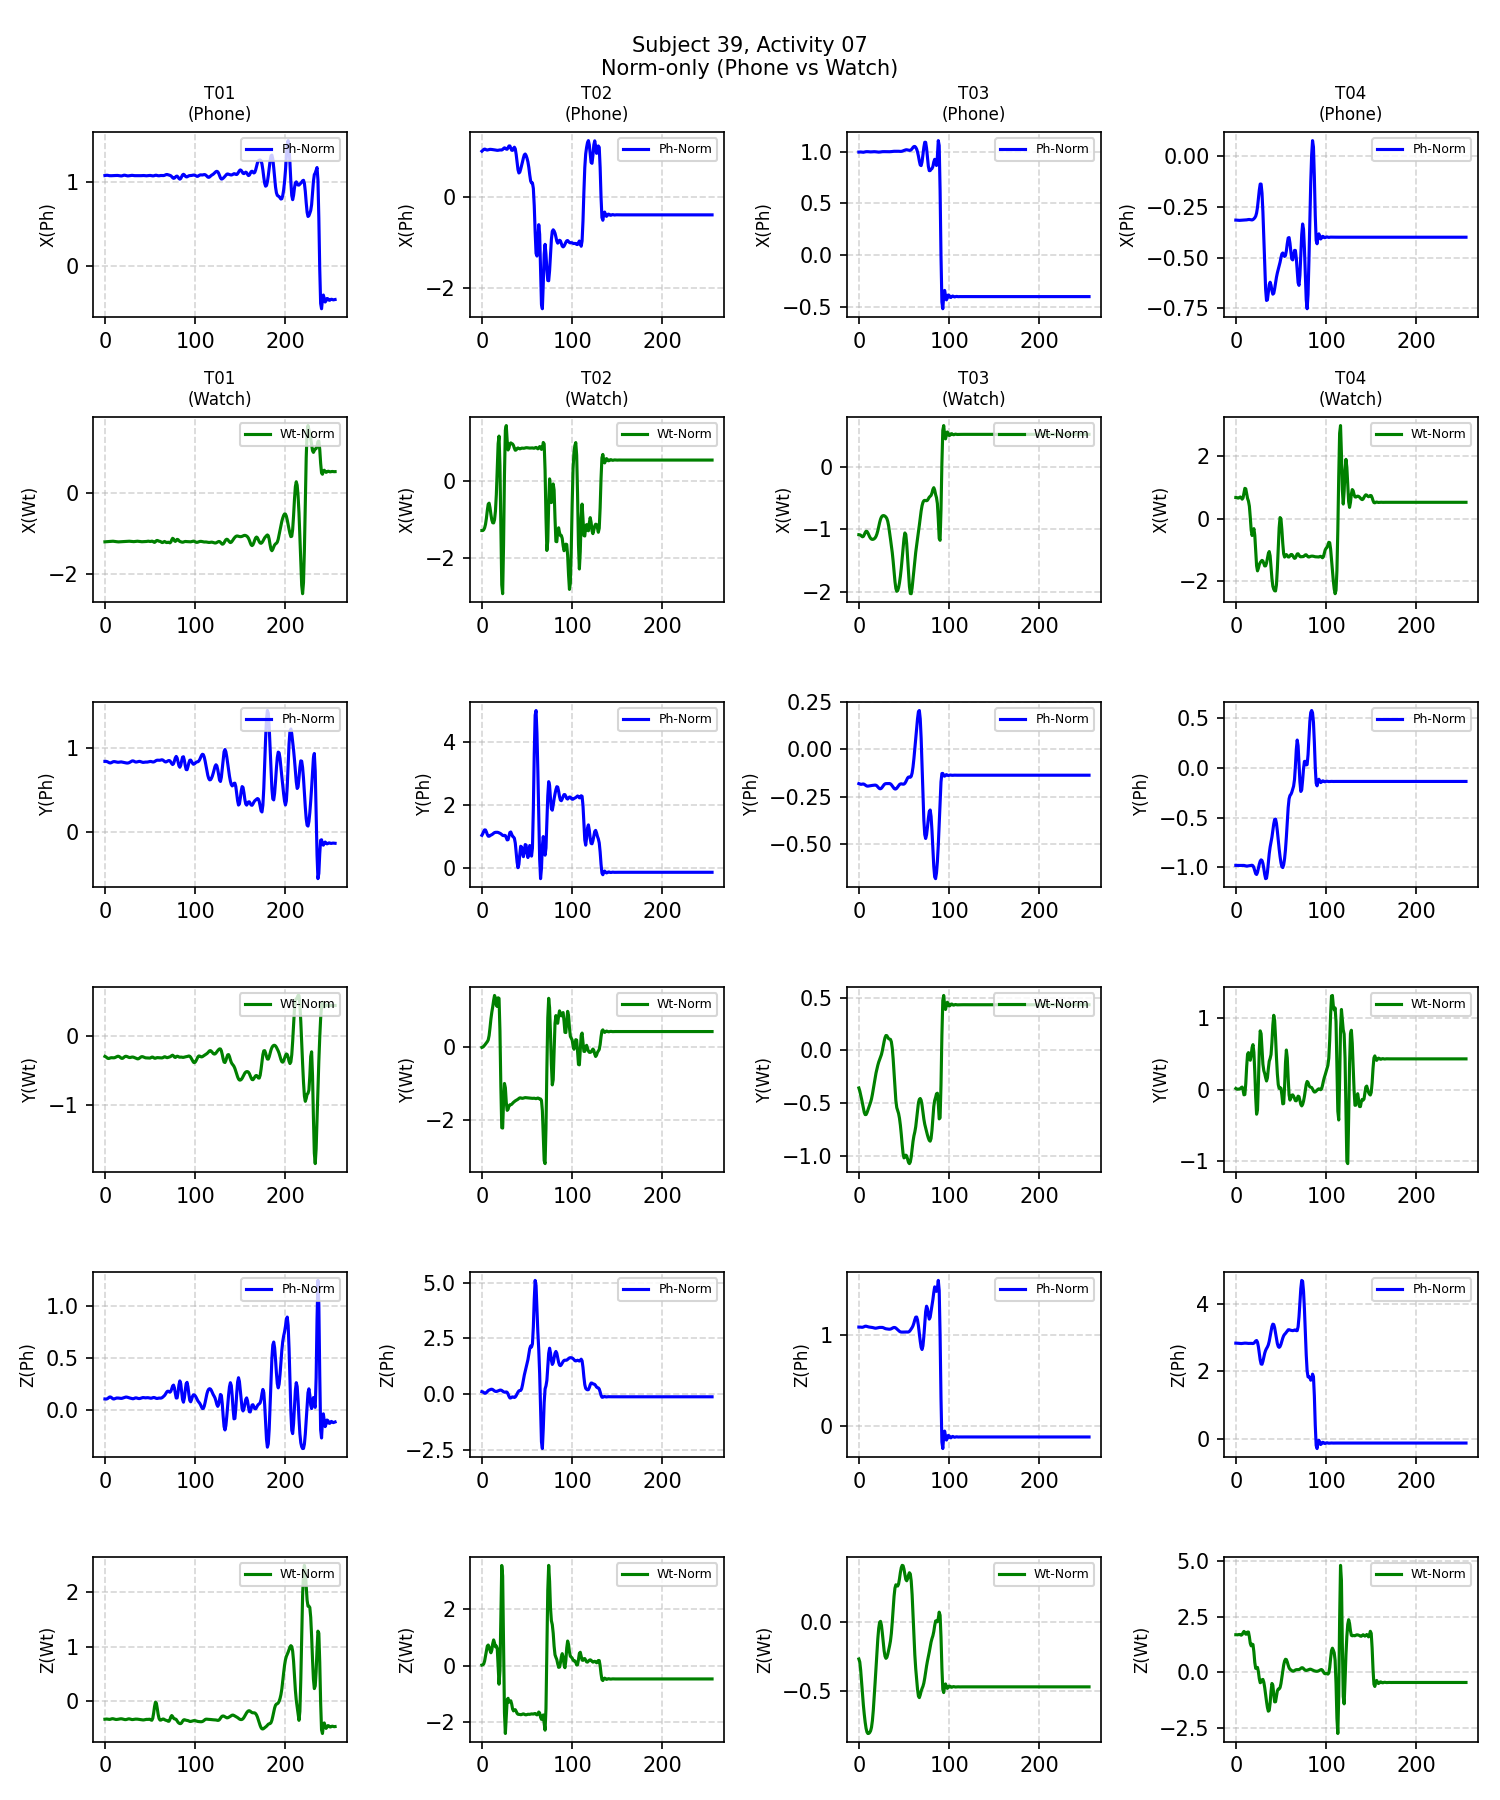 Subject 39, Activity 07
Norm-only (Phone vs Watch)
T01
(Phone)
T02
(Phone)
T03
(Phone)
T04
(Phone)
X(Ph)
1
0
0 100 200
Ph-Norm
X(Ph)
0
−2
0 100 200
Ph-Norm
X(Ph)
1.0
0.5
0.0
−0.5
0 100 200
Ph-Norm
X(Ph)
0.00
−0.25
−0.50
−0.75
0 100 200
Ph-Norm
T01
(Watch)
T02
(Watch)
T03
(Watch)
T04
(Watch)
X(Wt)
0
−2
0 100 200
Wt-Norm
X(Wt)
0
−2
0 100 200
Wt-Norm
X(Wt)
0
−1
−2
0 100 200
Wt-Norm
X(Wt)
2
0
−2
0 100 200
Wt-Norm
Y(Ph)
1
0
0 100 200
Ph-Norm
Y(Ph)
4
2
0
0 100 200
Ph-Norm
Y(Ph)
0.25
0.00
−0.25
−0.50
0 100 200
Ph-Norm
Y(Ph)
0.5
0.0
−0.5
−1.0
0 100 200
Ph-Norm
Y(Wt)
0
−1
0 100 200
Wt-Norm
Y(Wt)
0
−2
0 100 200
Wt-Norm
Y(Wt)
0.5
0.0
−0.5
−1.0
0 100 200
Wt-Norm
Y(Wt)
1
0
−1
0 100 200
Wt-Norm
Z(Ph)
1.0
0.5
0.0
0 100 200
Ph-Norm
Z(Ph)
5.0
2.5
0.0
−2.5
0 100 200
Ph-Norm
Z(Ph)
1
0
0 100 200
Ph-Norm
Z(Ph)
4
2
0
0 100 200
Ph-Norm
Z(Wt)
2
1
0
0 100 200
Wt-Norm
Z(Wt)
2
0
−2
0 100 200
Wt-Norm
Z(Wt)
0.0
−0.5
0 100 200
Wt-Norm
Z(Wt)
5.0
2.5
0.0
−2.5
0 100 200
Wt-Norm